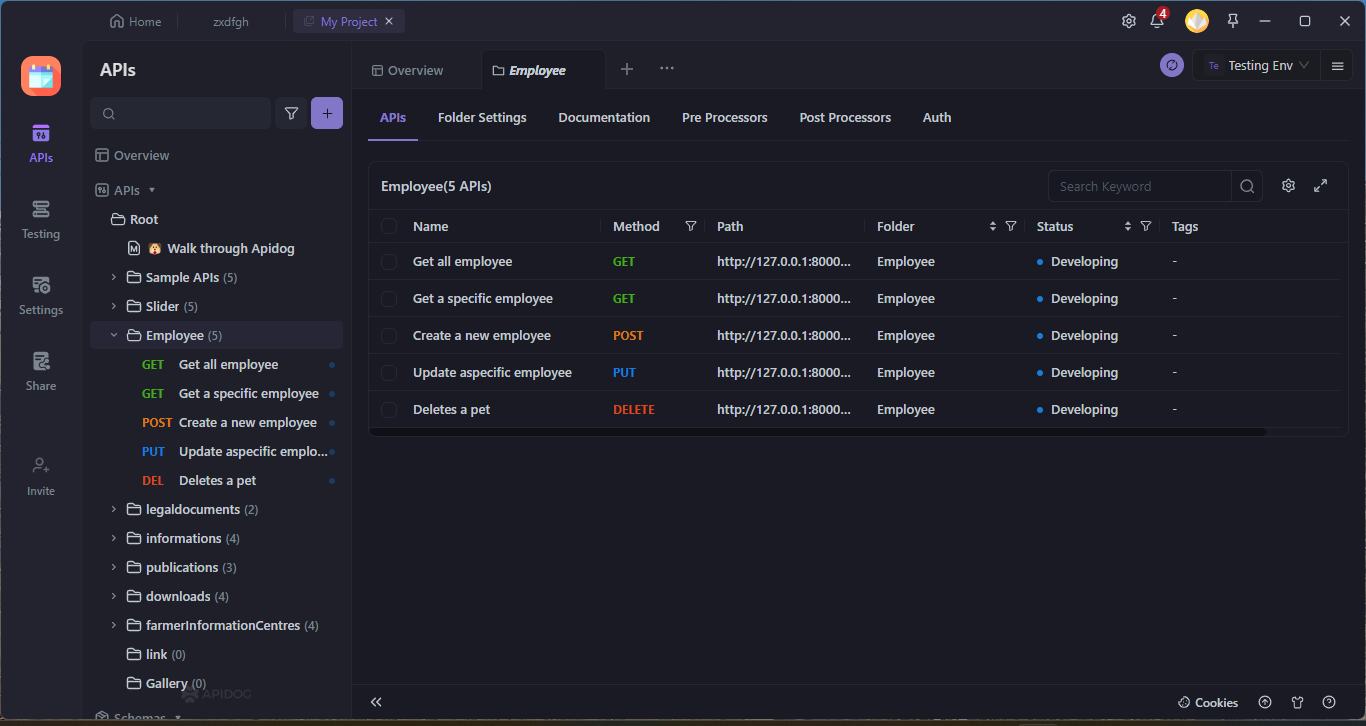 Home
zxdfgh
My Project
4
APIs
Testing
Settings
Share
Invite
APIs
Overview
APIs
Root
Walk through Apidog
Sample APIs (5)
Slider (5)
Employee (5)
GET Get all employee
GET Get a specific employee
POST Create a new employee
PUT Update aspecific emplo...
DEL Deletes a pet
legaldocuments (2)
informations (4)
publications (3)
downloads (4)
farmerInformationCentres (4)
link (0)
Gallery (0)
APIDOG
Schemas
Overview
Employee
Te Testing Env
APIs Folder Settings Documentation Pre Processors Post Processors Auth
Employee(5 APIs)
Search Keyword
Name Method Path Folder Status Tags
Get all employee GET http://127.0.0.1:8000... Employee Developing -
Get a specific employee GET http://127.0.0.1:8000... Employee Developing -
Create a new employee POST http://127.0.0.1:8000... Employee Developing -
Update aspecific employee PUT http://127.0.0.1:8000... Employee Developing -
Deletes a pet DELETE http://127.0.0.1:8000... Employee Developing -
Cookies